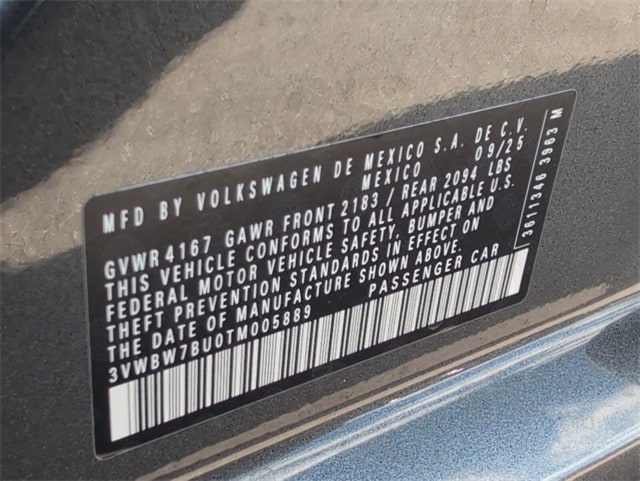 MFD BY VOLKSWAGEN DE MEXICO S.A. DE C.V.
MEXICO 09/25
GVWR 4167 GAWR FRONT 2183 / REAR 2094 LBS
THIS VEHICLE CONFORMS TO ALL APPLICABLE U.S.
FEDERAL MOTOR VEHICLE SAFETY, BUMPER AND
THEFT PREVENTION STANDARDS IN EFFECT ON
THE DATE OF MANUFACTURE SHOWN ABOVE.
3VWBW7BU0TM005889 PASSENGER CAR
3611346 3963 M